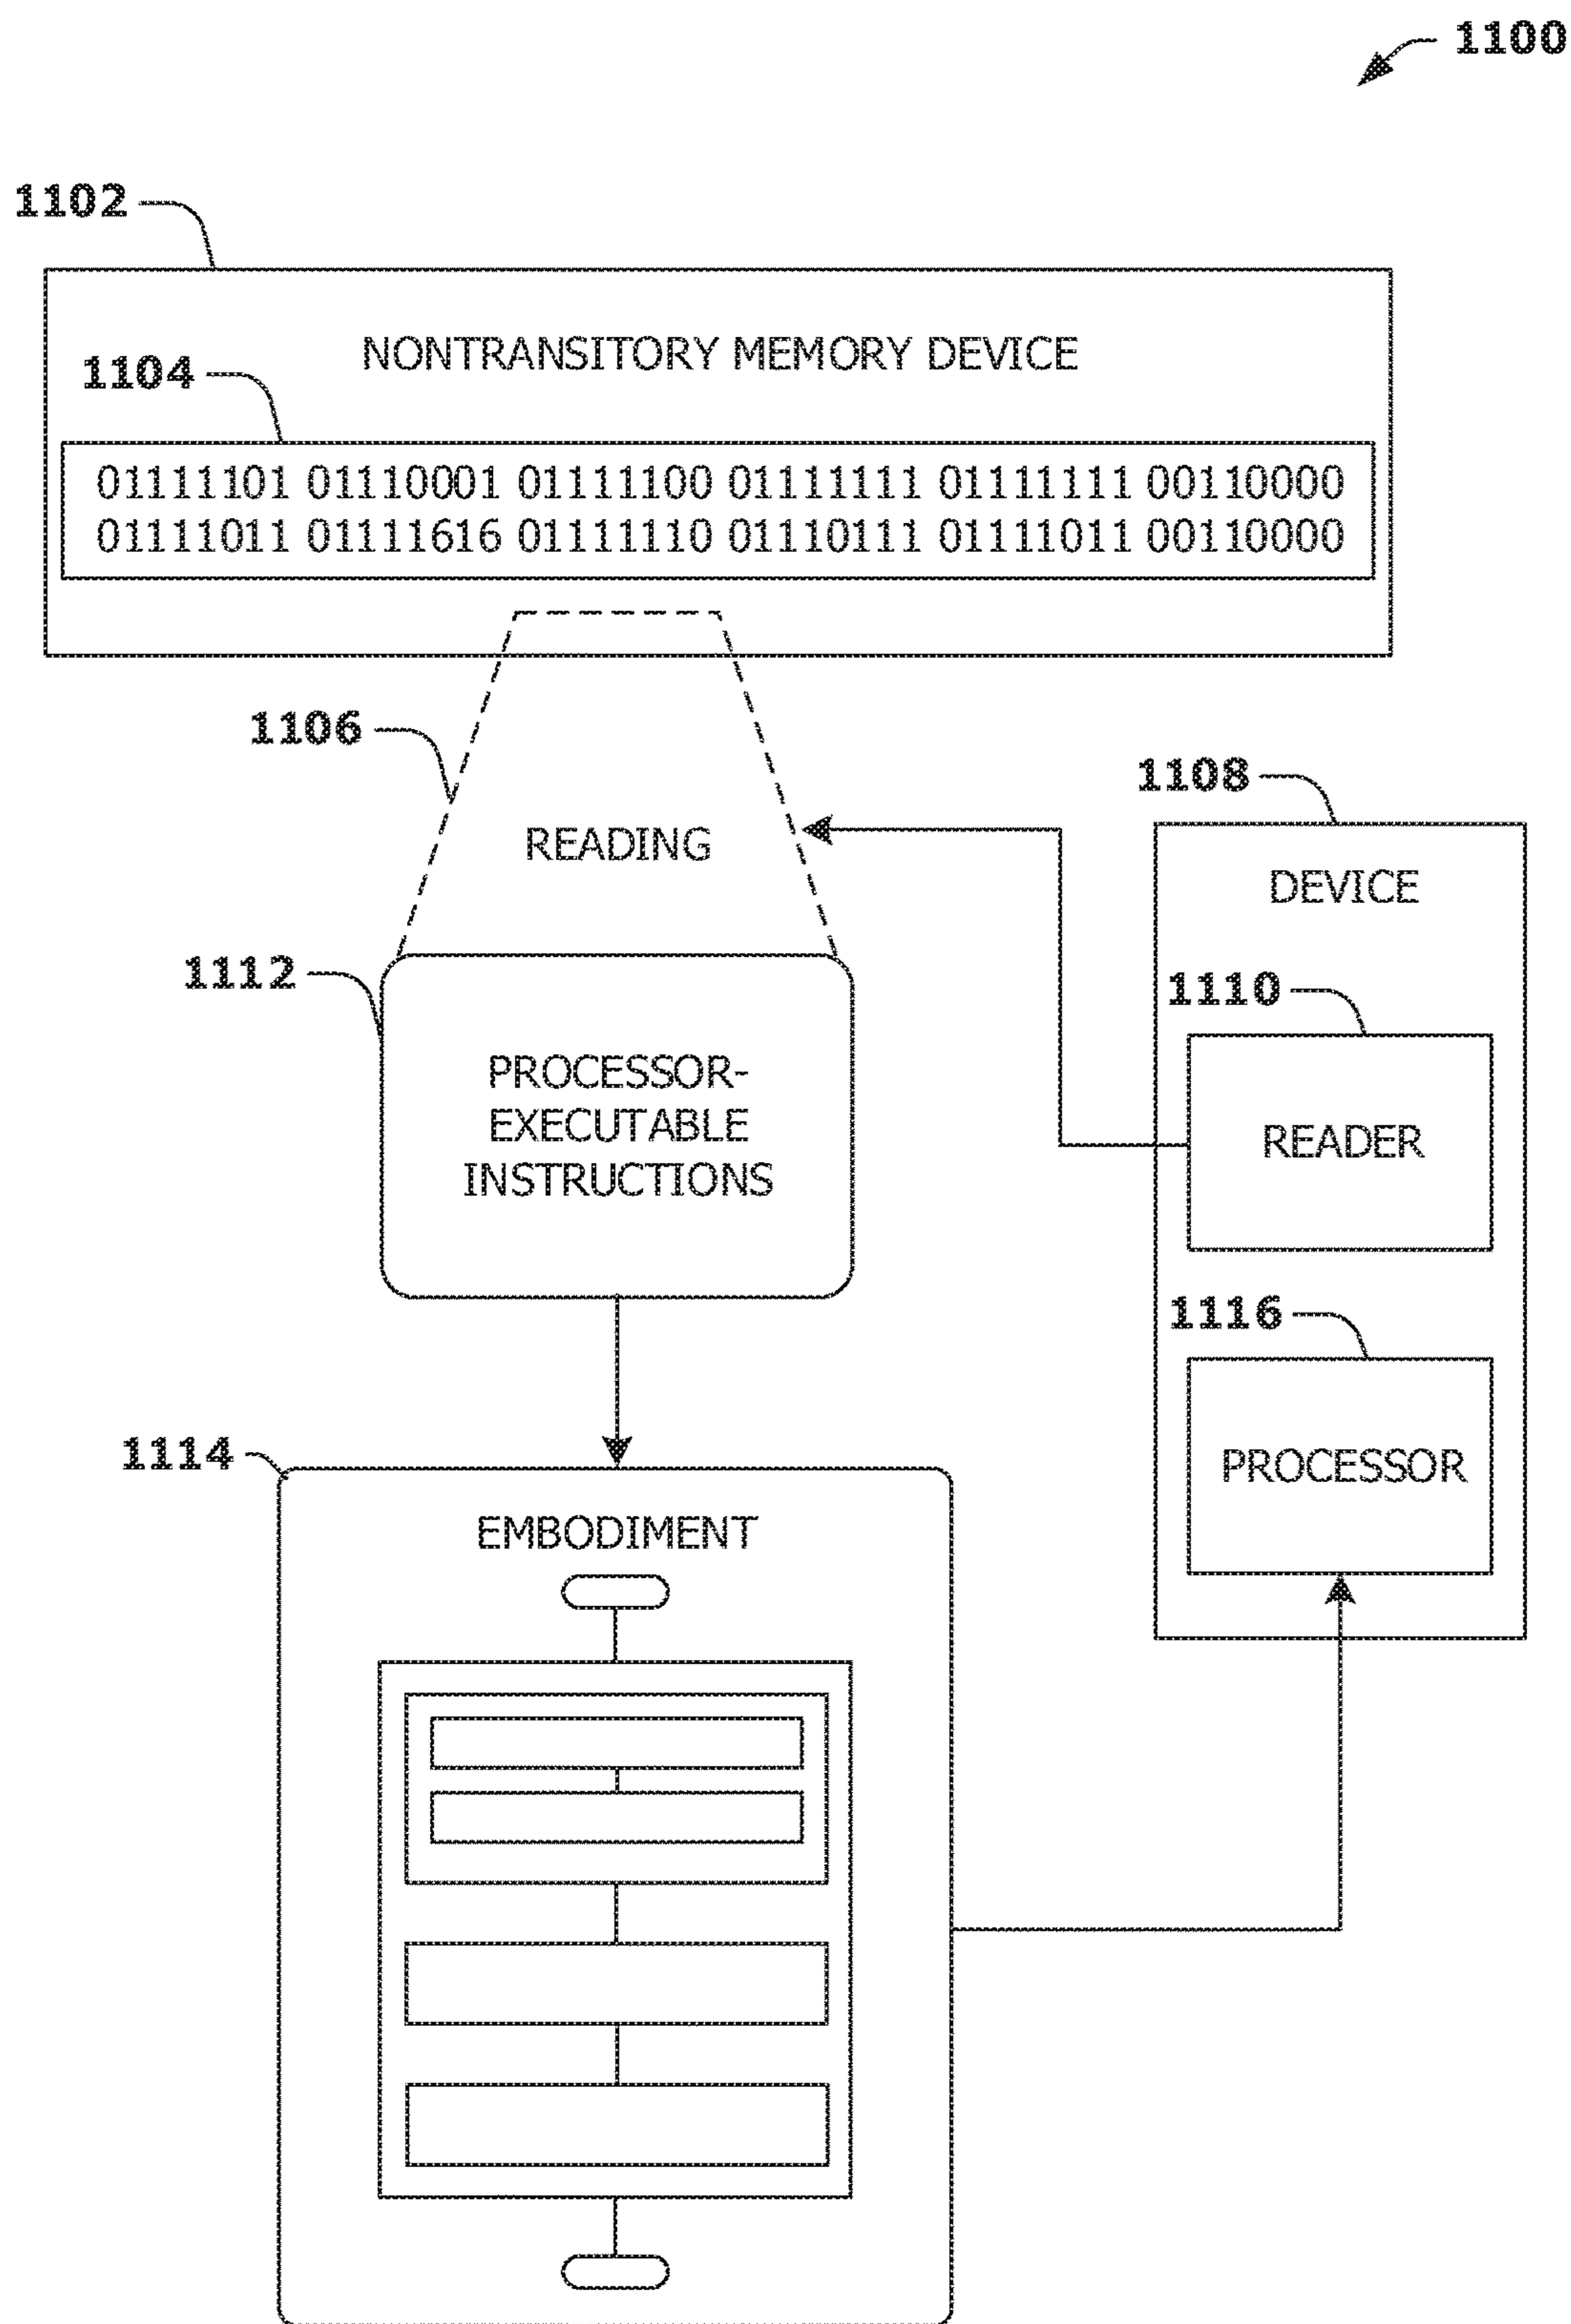 1100
1102
NONTRANSITORY MEMORY DEVICE
1104
01111101 01110001 01111100 01111111 01111111 00110000
01111011 01111616 01111110 01110111 01111011 00110000
1106
READING
1108
DEVICE
1110
READER
1112
PROCESSOR-
EXECUTABLE
INSTRUCTIONS
1116
PROCESSOR
1114
EMBODIMENT